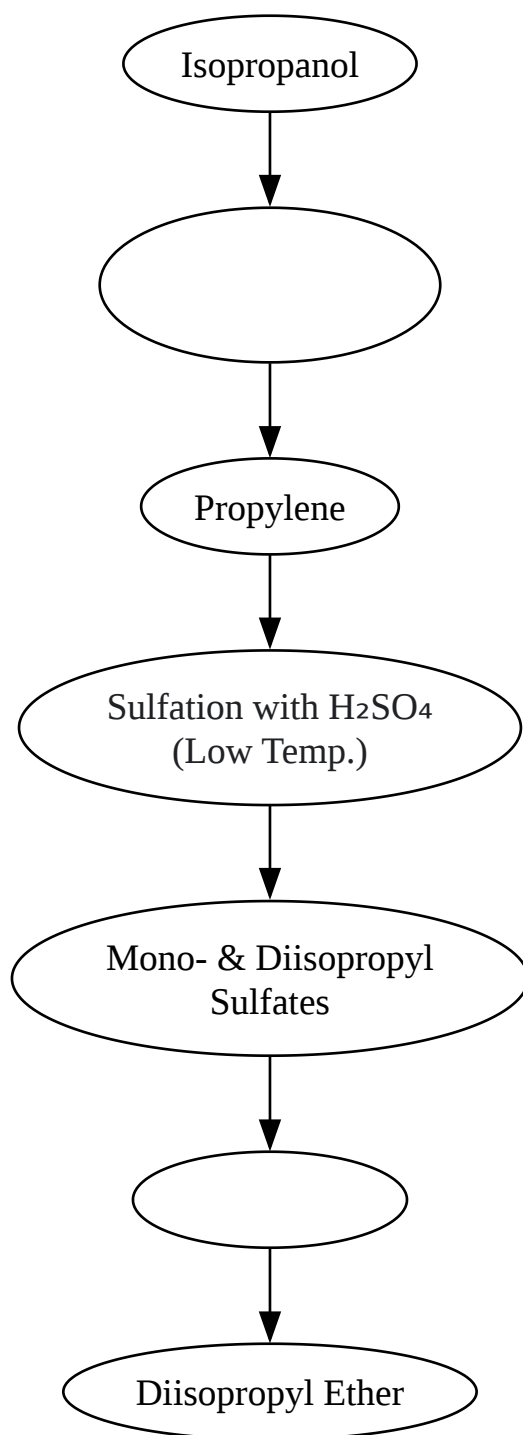 Isopropanol
Propylene
Sulfation with H₂SO₄
(Low Temp.)
Mono- & Diisopropyl
Sulfates
Diisopropyl Ether